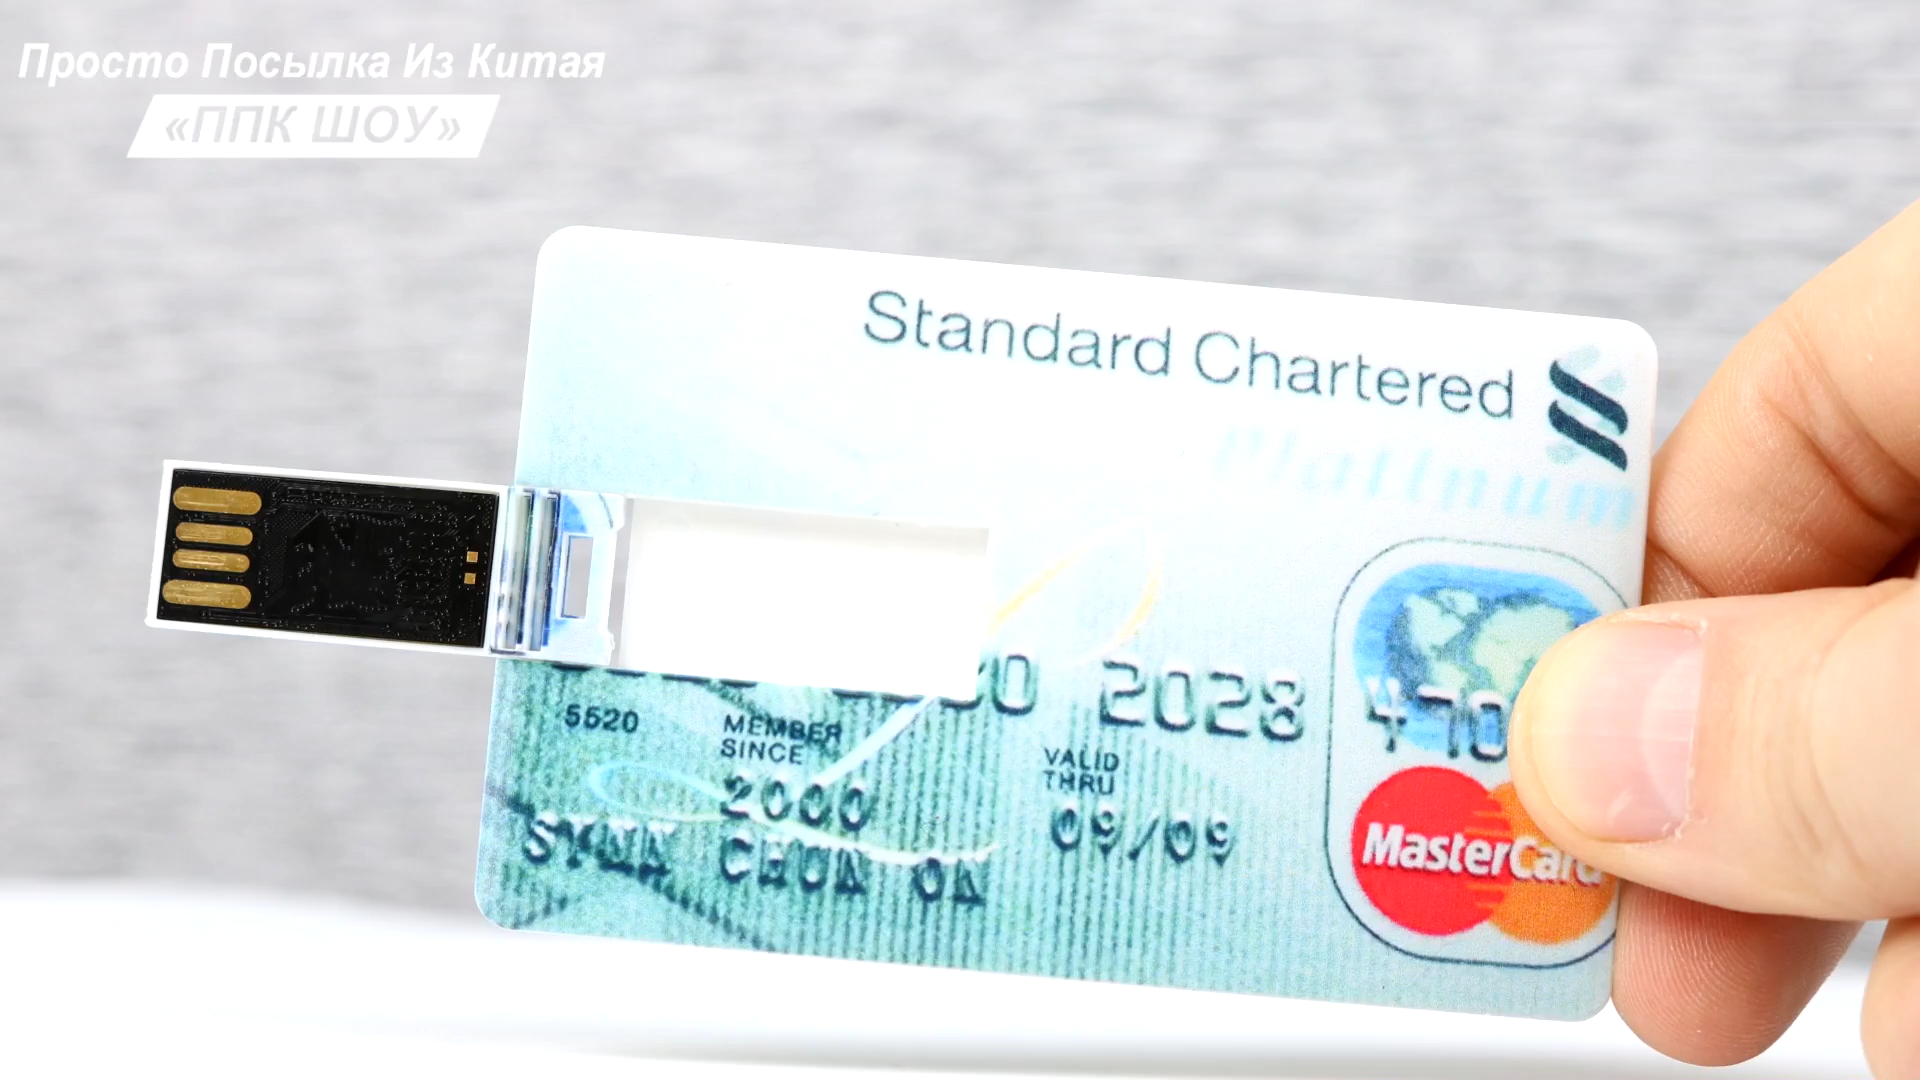 Просто Посылка Из Китая
«ППК ШОУ»
Standard Chartered
Platinum
2028 470
5520 MEMBER SINCE VALID THRU
2000 09/09
MasterCard